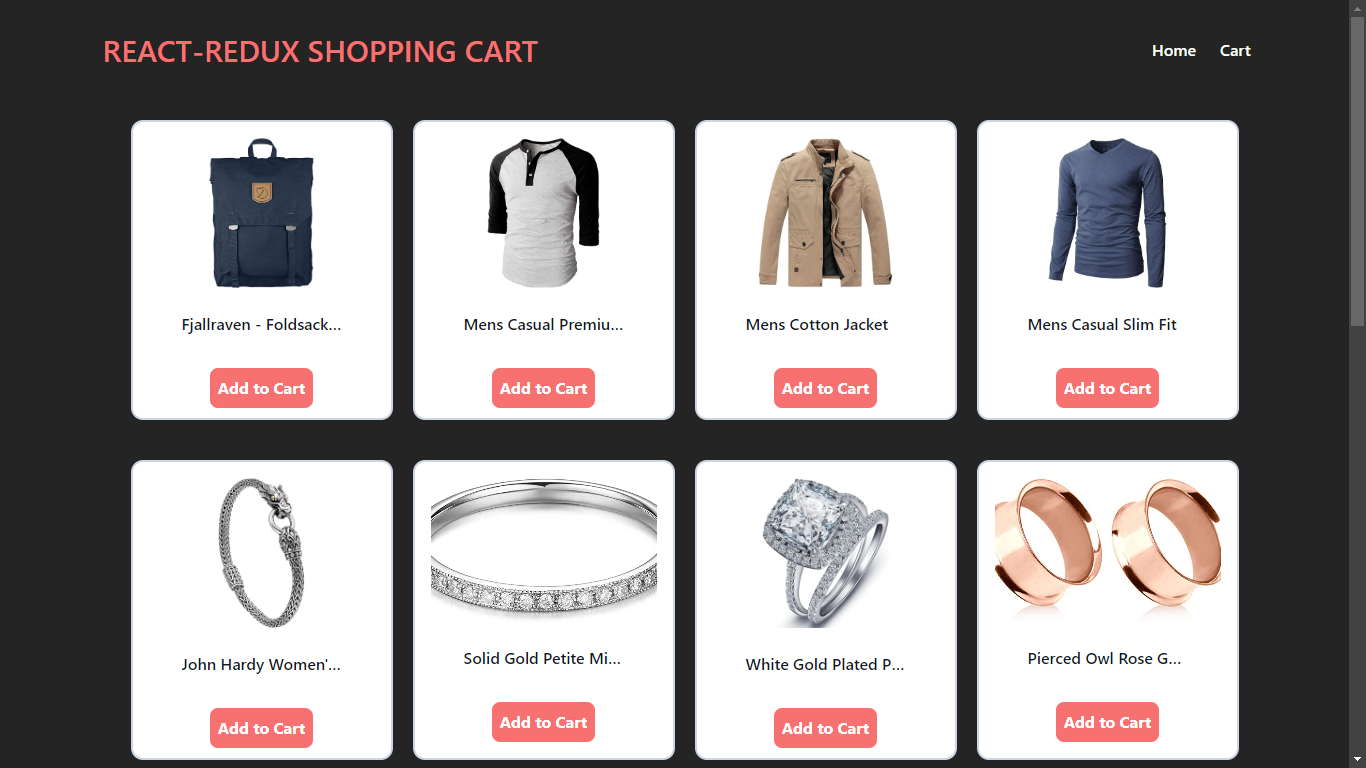 REACT-REDUX SHOPPING CART
Home Cart
Fjallraven - Foldsack...
Mens Casual Premiu...
Mens Cotton Jacket
Mens Casual Slim Fit
Add to Cart
Add to Cart
Add to Cart
Add to Cart
John Hardy Women'...
Solid Gold Petite Mi...
White Gold Plated P...
Pierced Owl Rose G...
Add to Cart
Add to Cart
Add to Cart
Add to Cart